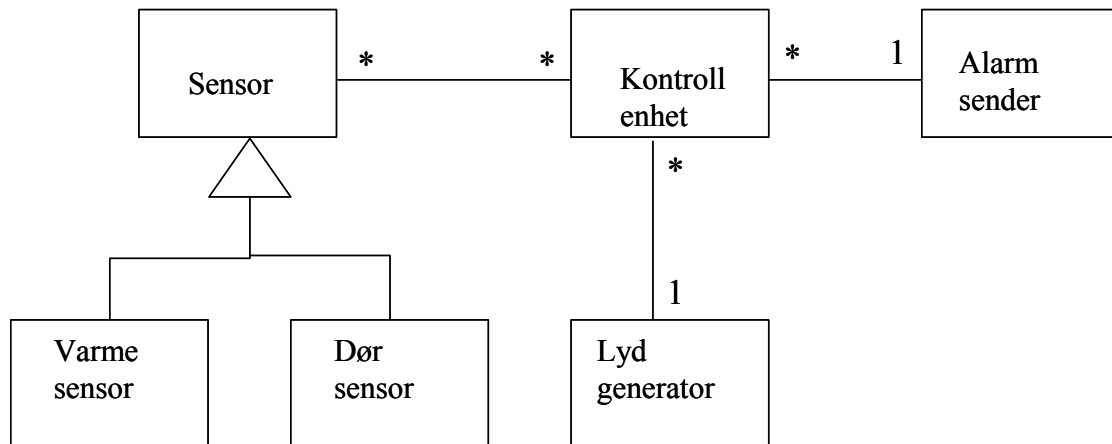 Sensor
*
*
Kontroll
enhet
*
1
Alarm
sender
*
1
Varme
sensor
Dør
sensor
Lyd
generator